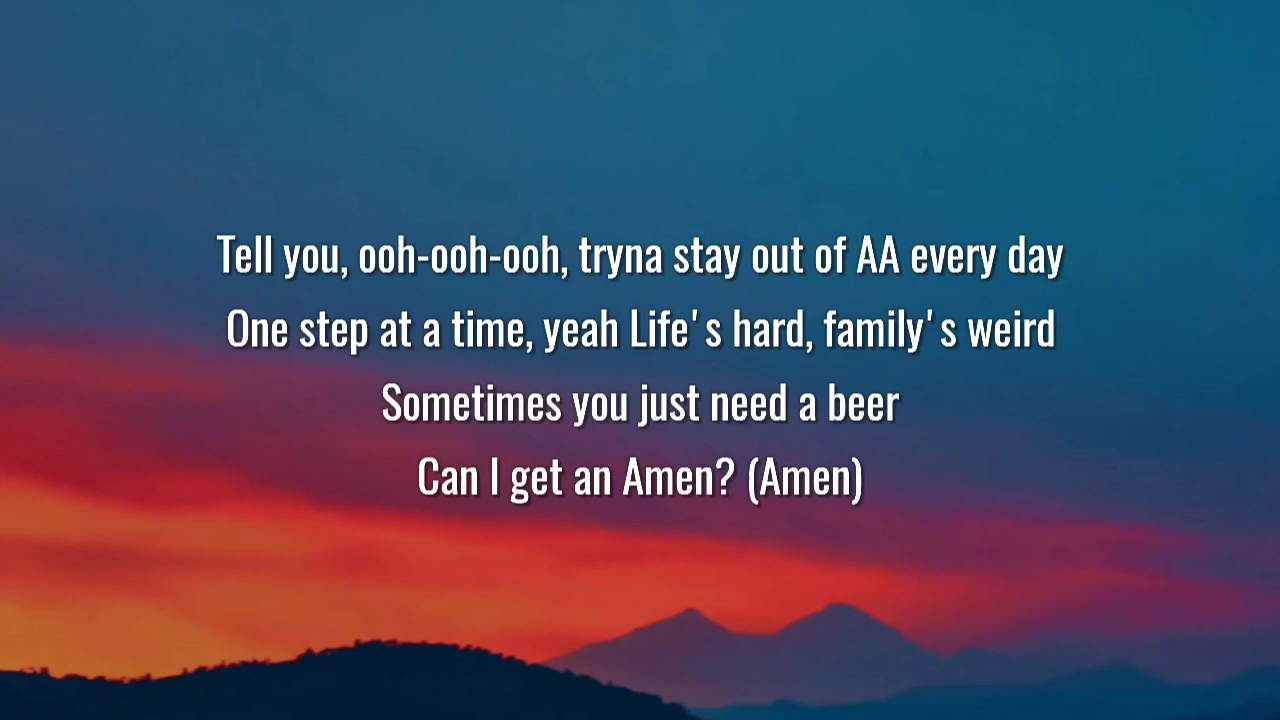 Tell you, ooh-ooh-ooh, tryna stay out of AA every day
One step at a time, yeah Life's hard, family's weird
Sometimes you just need a beer
Can I get an Amen? (Amen)